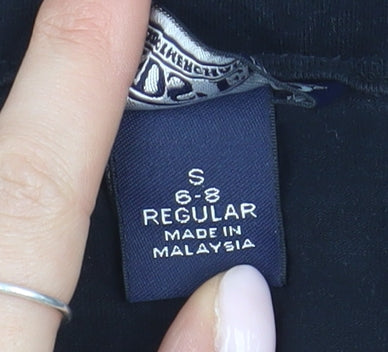 S
6-8
REGULAR
MADE IN
MALAYSIA